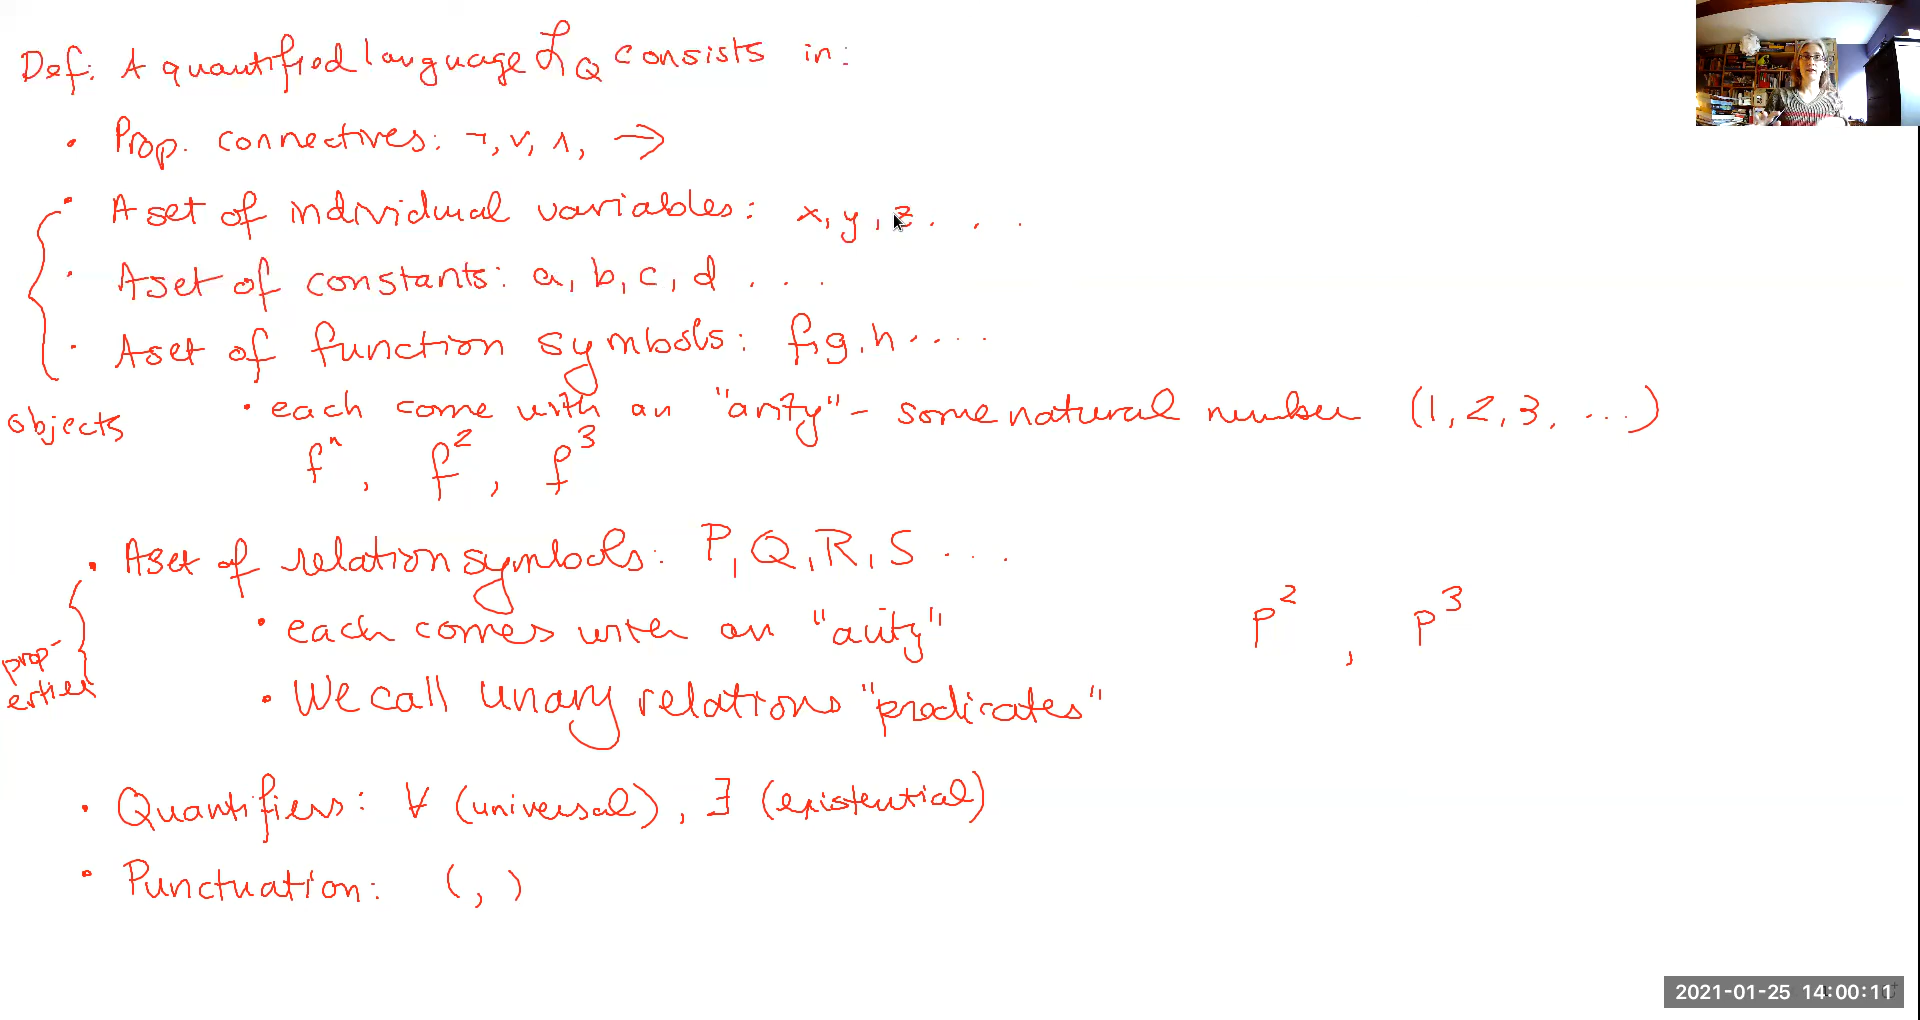 Def: A quantified language ℒ_Q consists in:
• Prop. connectives: ¬, ∨, ∧, →
• A set of individual variables: x, y, z . . .
• A set of constants: a, b, c, d . . .
• A set of function symbols: f, g, h . . . .
objects
• each come with an "arity" – some natural number (1, 2, 3, ...)
fⁿ, f², f³
• A set of relation symbols: P, Q, R, S . . .
• each comes with an "arity" P², P³
prop-
erties
• We call unary relations "predicates"
• Quantifiers: ∀ (universal), ∃ (existential)
• Punctuation: ( , )
2021-01-25 14:00:11